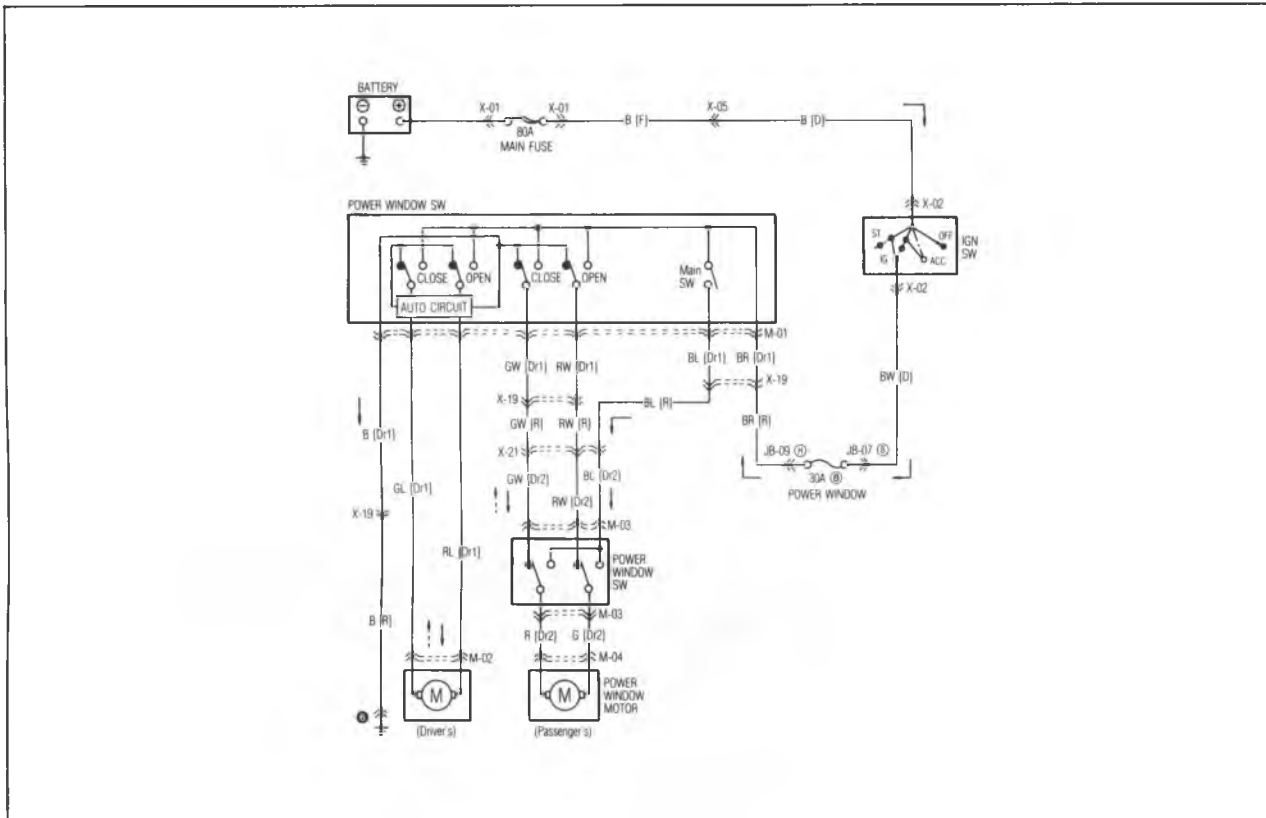 BATTERY
X-01
X-01
X-05
B (F)
B (D)
80A
MAIN FUSE
X-02
POWER WINDOW SW
ST
OFF
IG
ACC
IGN
SW
X-02
CLOSE
OPEN
CLOSE
OPEN
Main
SW
AUTO CIRCUIT
M-01
GW (Dr1)
RW (Dr1)
BL (Dr1)
BR (Dr1)
X-19
BW (D)
X-19
BL (R)
GW (R)
RW (R)
BR (R)
B (Dr1)
X-21
JB-09 (H)
JB-07
30A (B)
POWER WINDOW
GW (Dr2)
BL (Dr2)
GL (Dr1)
RW (Dr2)
X-19
M-03
RL (Dr1)
POWER
WINDOW
SW
B (R)
M-03
R (Dr2)
G (Dr2)
M-02
M-04
M
M
POWER
WINDOW
MOTOR
6
(Driver's)
(Passenger's)